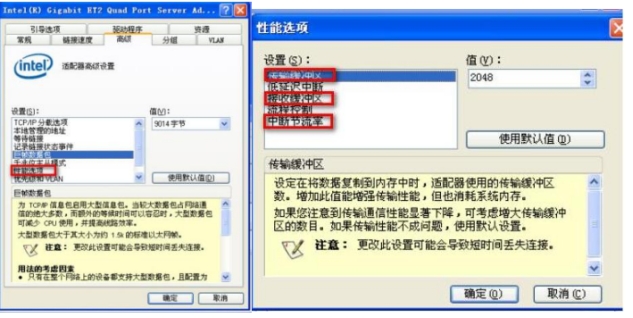 Intel(R) Gigabit ET2 Quad Port Server Ad...
引导选项 驱动程序 资源
常规 链接速度 高级 分组 VLAN
intel
适配器高级设置
设置(S)： 值(V)：
TCP/IP 分载选项
本地管理的地址
等待链接
记录链接状态事件
巨帧数据包
性能选项
优先级和 VLAN
9014 字节
使用默认值(D)
巨帧数据包
为 TCP/IP 信息包启用大型信息包。当较大数据包占网络通
信的绝大多数，而额外的等候时间可以容忍时，大型数据包
可减少 CPU 使用，并提高线路效率。
大型数据包大于其大小为约 1.5k 的标准以太网帧。
注意： 更改此设置可能会导致短时间丢失连接。
用法的考虑因素
• 只有在整个网络上的设备都支持大型数据包，且配置为
确定 取消
性能选项
设置(S)： 值(V)：
传输缓冲区
低延迟中断
接收缓冲区
流程控制
中断节流率
2048
使用默认值(D)
传输缓冲区
设定在将数据复制到内存中时，适配器使用的传输缓冲区
数。增加此值能增强传输性能，但也消耗系统内存。
如果您注意到传输通信性能显著下降，可考虑增大传输缓冲
区的数目。如果传输性能不成问题，使用默认设置。
注意： 更改此设置可能会导致短时间丢失连接。
确定(O) 取消(C)